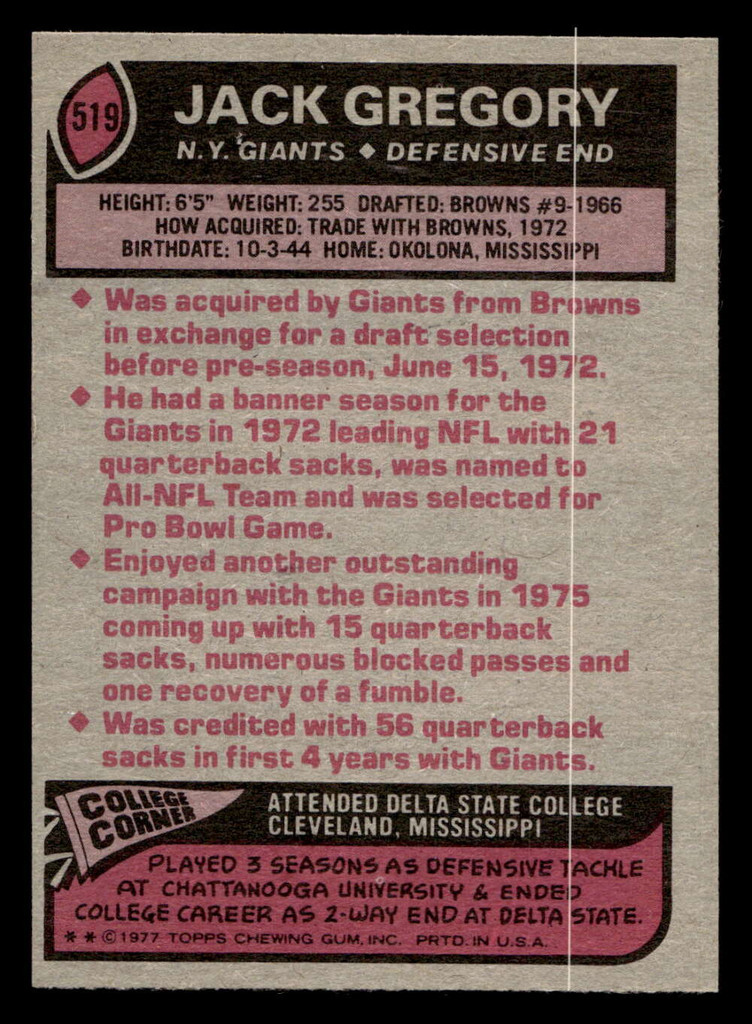 519
JACK GREGORY
N.Y. GIANTS ◆ DEFENSIVE END
HEIGHT: 6'5" WEIGHT: 255 DRAFTED: BROWNS #9-1966
HOW ACQUIRED: TRADE WITH BROWNS, 1972
BIRTHDATE: 10-3-44 HOME: OKOLONA, MISSISSIPPI
◆ Was acquired by Giants from Browns
in exchange for a draft selection
before pre-season, June 15, 1972.
◆ He had a banner season for the
Giants in 1972 leading NFL with 21
quarterback sacks, was named to
All-NFL Team and was selected for
Pro Bowl Game.
◆ Enjoyed another outstanding
campaign with the Giants in 1975
coming up with 15 quarterback
sacks, numerous blocked passes and
one recovery of a fumble.
◆ Was credited with 56 quarterback
sacks in first 4 years with Giants.
COLLEGE
CORNER
ATTENDED DELTA STATE COLLEGE
CLEVELAND, MISSISSIPPI
PLAYED 3 SEASONS AS DEFENSIVE TACKLE
AT CHATTANOOGA UNIVERSITY & ENDED
COLLEGE CAREER AS 2-WAY END AT DELTA STATE.
* * © 1977 TOPPS CHEWING GUM, INC. PRTD. IN U.S.A.